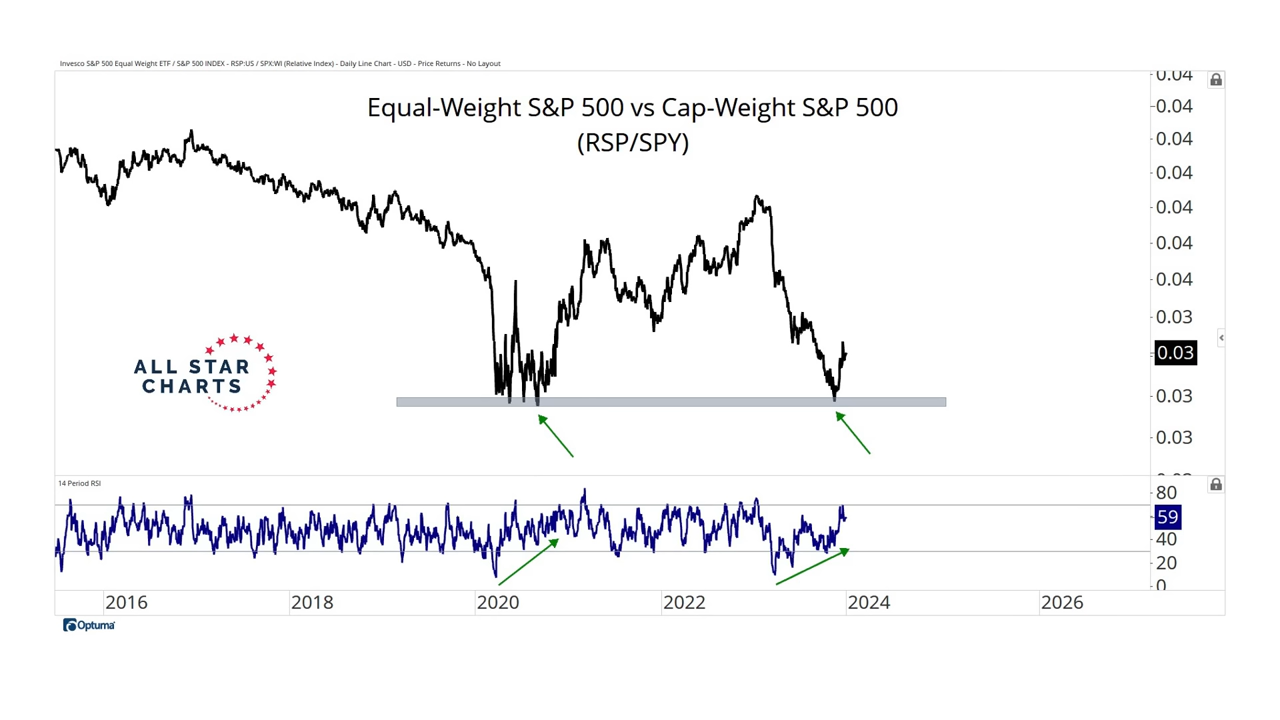 Invesco S&P 500 Equal Weight ETF / S&P 500 INDEX - RSP:US / SPX:WI (Relative Index) - Daily Line Chart - USD - Price Returns - No Layout
Equal-Weight S&P 500 vs Cap-Weight S&P 500
(RSP/SPY)
0.04
0.04
0.04
0.04
0.04
0.04
0.04
0.03
0.03
0.03
0.03
ALL STAR
CHARTS
14 Period RSI
80
59
40
20
0
2016 2018 2020 2022 2024 2026
Optuma